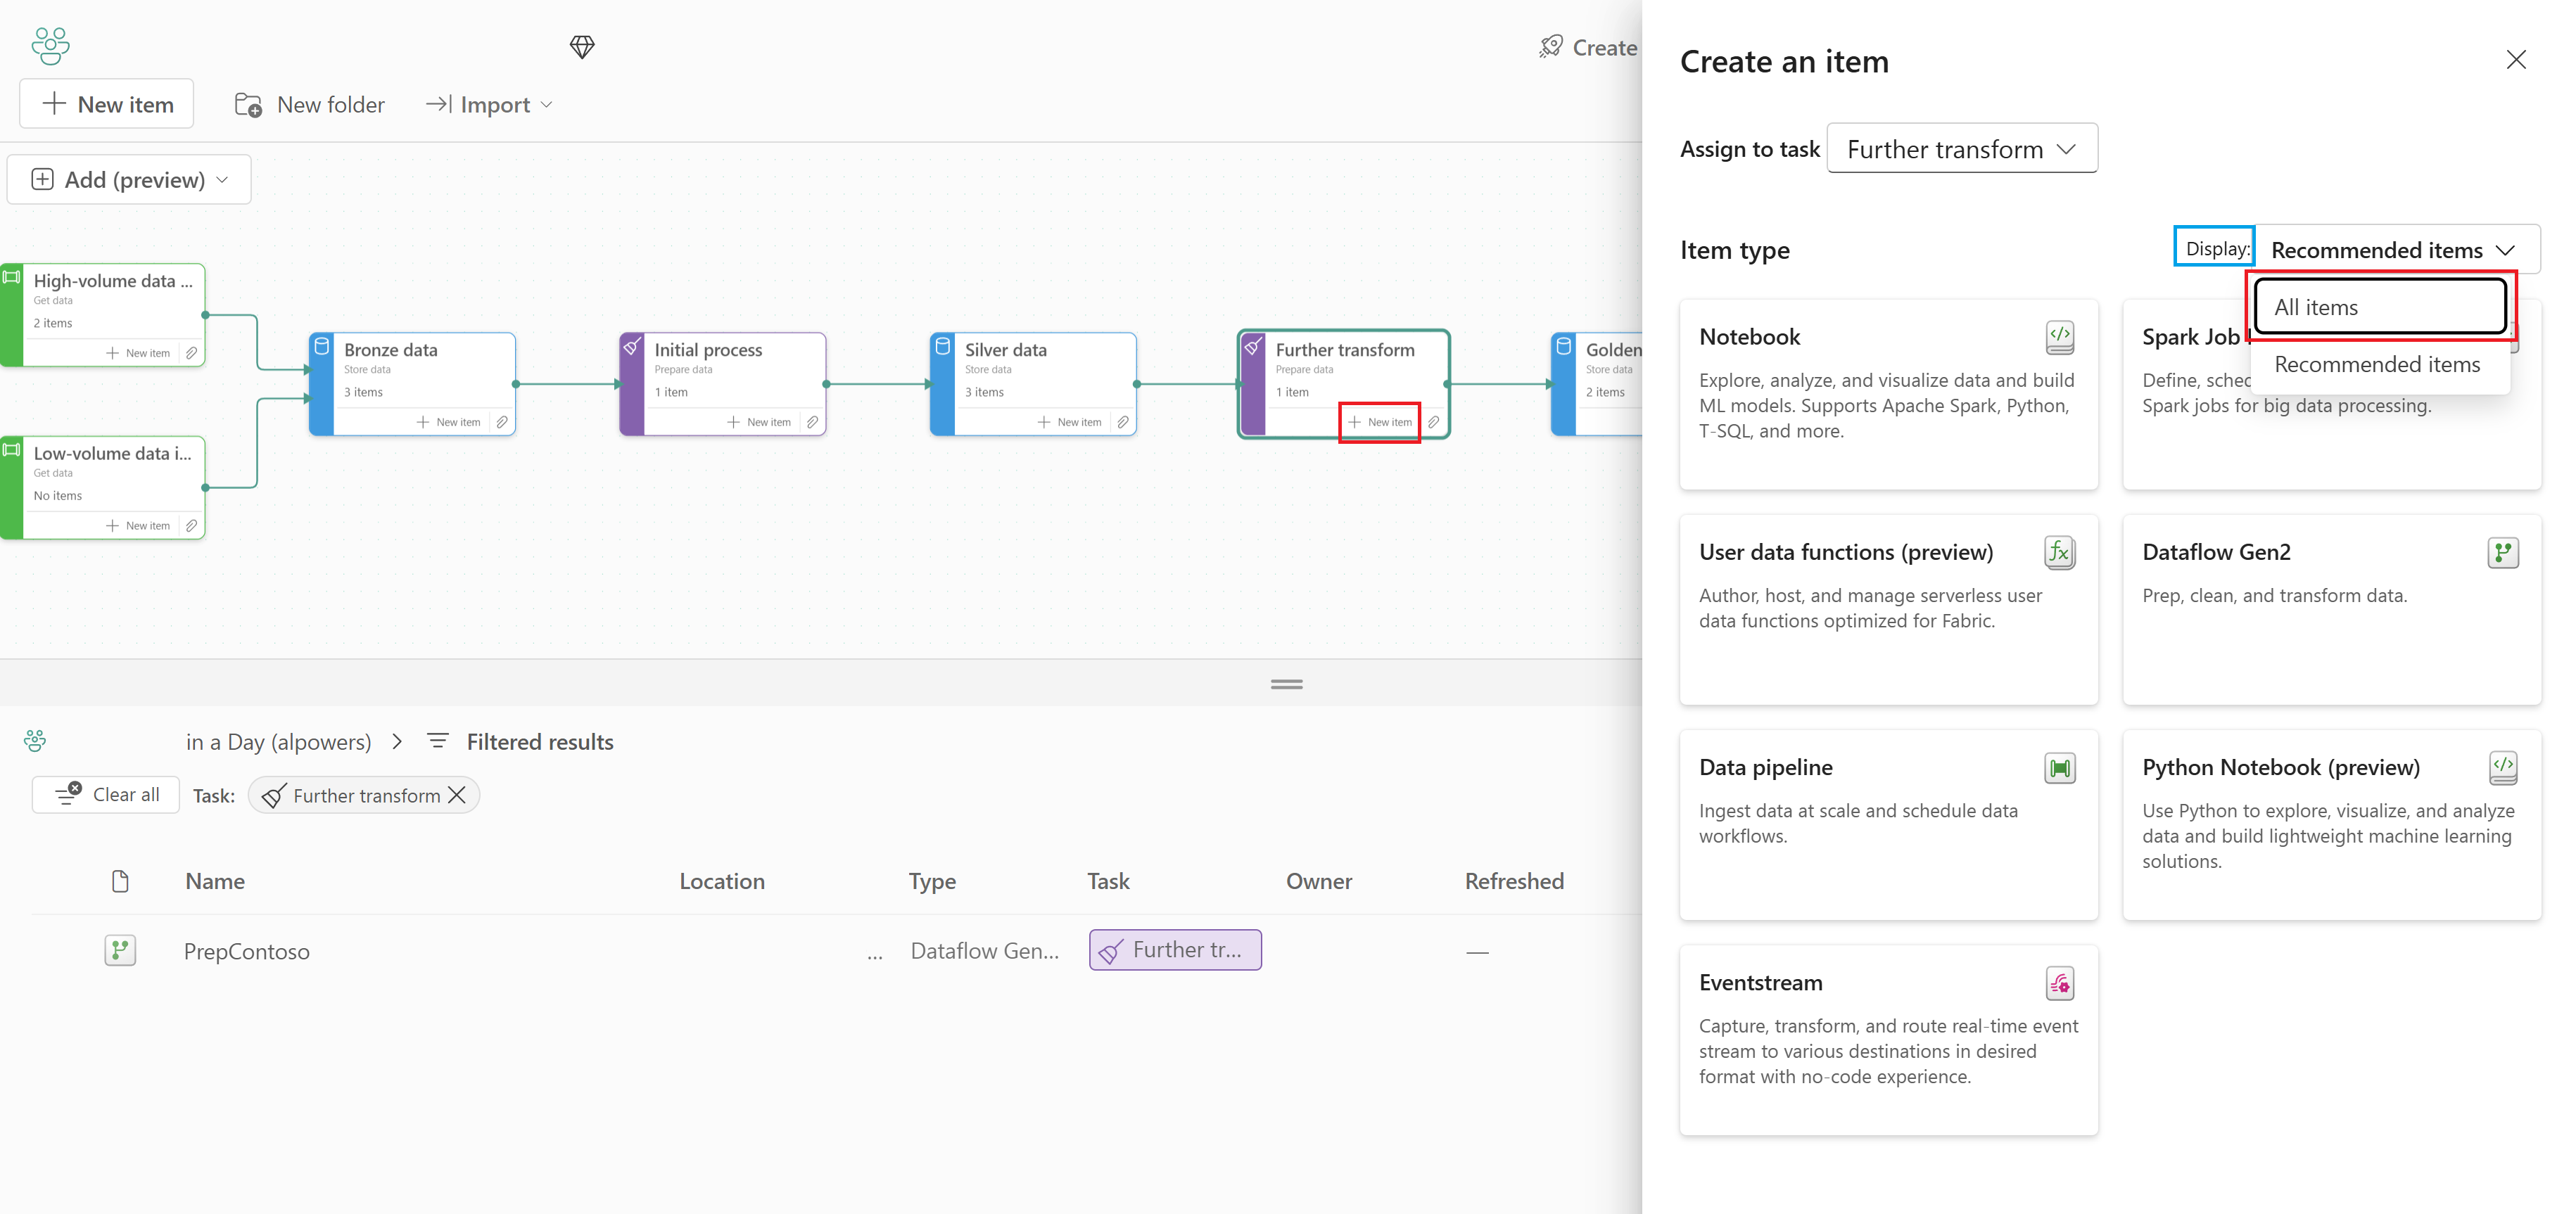 Create
New item
New folder
Import
Add (preview)
High-volume data ...
Get data
2 items
New item
Low-volume data i...
Get data
No items
New item
Bronze data
Store data
3 items
New item
Initial process
Prepare data
1 item
New item
Silver data
Store data
3 items
New item
Further transform
Prepare data
1 item
New item
Golden
Store data
2 items
in a Day (alpowers)
Filtered results
Clear all
Task:
Further transform
Name
Location
Type
Task
Owner
Refreshed
PrepContoso
...
Dataflow Gen...
Further tr...
—
Create an item
Assign to task
Further transform
Item type
Display:
Recommended items
All items
Recommended items
Notebook
Explore, analyze, and visualize data and build
ML models. Supports Apache Spark, Python,
T-SQL, and more.
Spark Job
Define, sched
Spark jobs for big data processing.
User data functions (preview)
Author, host, and manage serverless user
data functions optimized for Fabric.
Dataflow Gen2
Prep, clean, and transform data.
Data pipeline
Ingest data at scale and schedule data
workflows.
Python Notebook (preview)
Use Python to explore, visualize, and analyze
data and build lightweight machine learning
solutions.
Eventstream
Capture, transform, and route real-time event
stream to various destinations in desired
format with no-code experience.